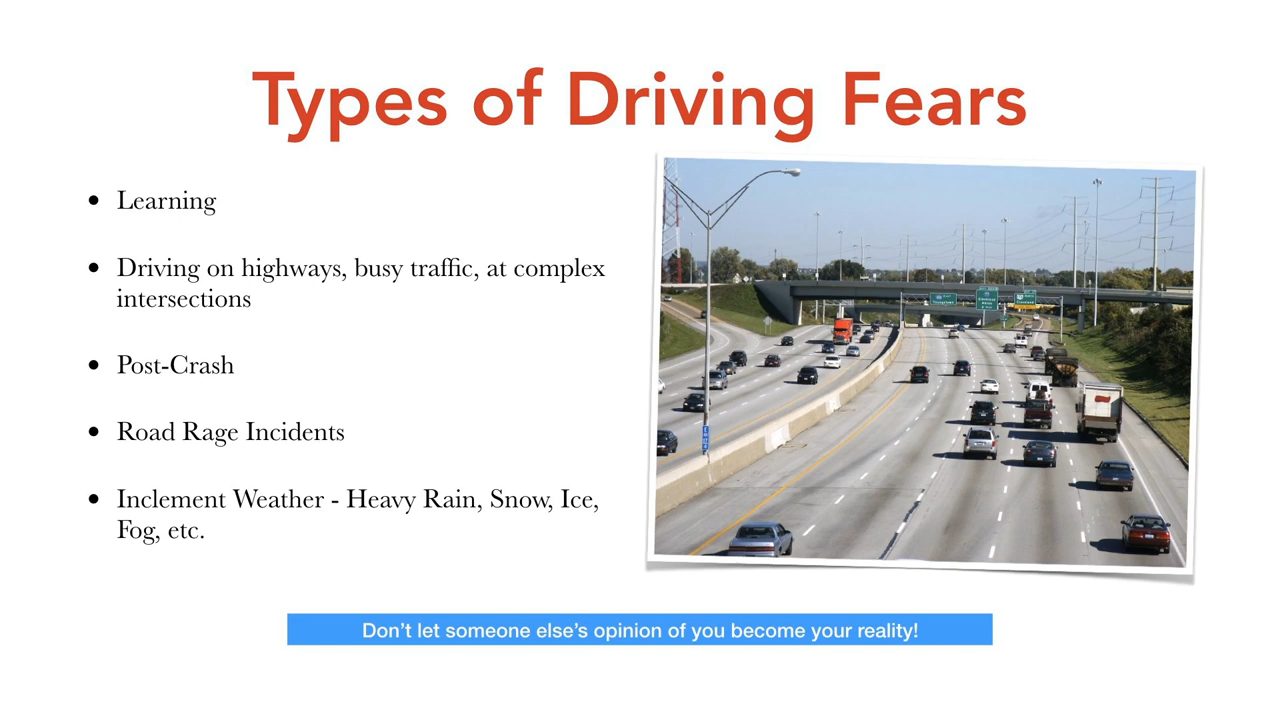 Types of Driving Fears
• Learning
• Driving on highways, busy traffic, at complex
intersections
• Post-Crash
• Road Rage Incidents
• Inclement Weather - Heavy Rain, Snow, Ice,
Fog, etc.
Don’t let someone else’s opinion of you become your reality!